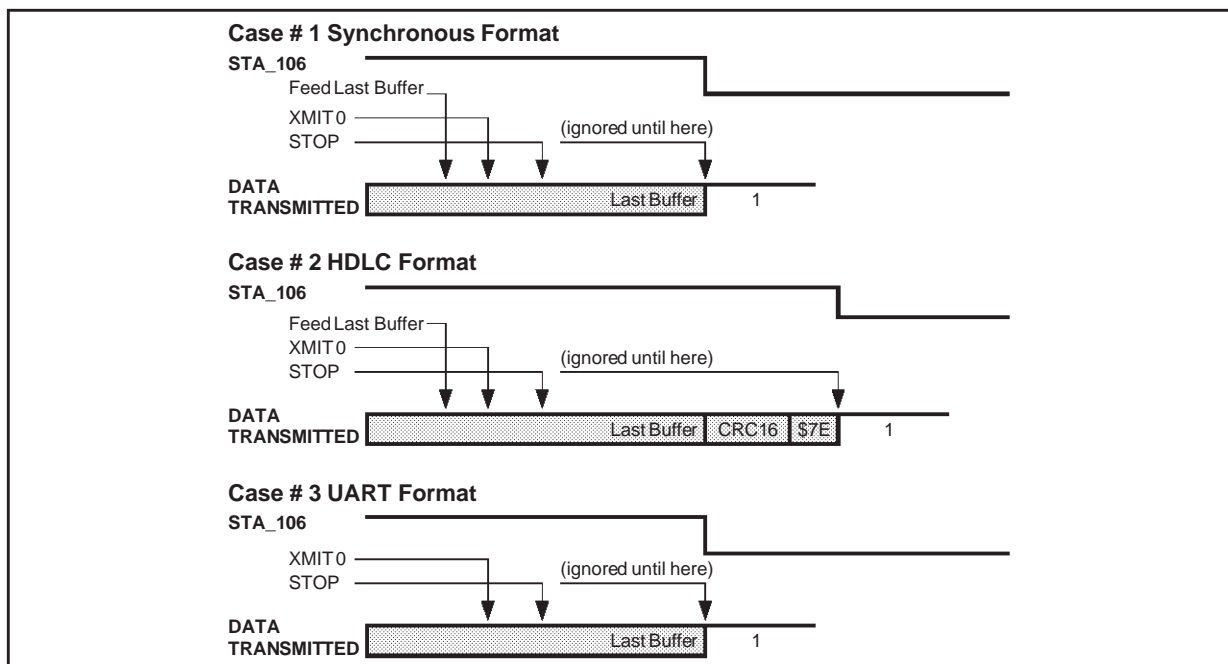 Case # 1 Synchronous Format
STA_106
Feed Last Buffer
XMIT 0
STOP
(ignored until here)
DATA
TRANSMITTED
Last Buffer
1
Case # 2 HDLC Format
STA_106
Feed Last Buffer
XMIT 0
STOP
(ignored until here)
DATA
TRANSMITTED
Last Buffer
CRC16
$7E
1
Case # 3 UART Format
STA_106
XMIT 0
STOP
(ignored until here)
DATA
TRANSMITTED
Last Buffer
1